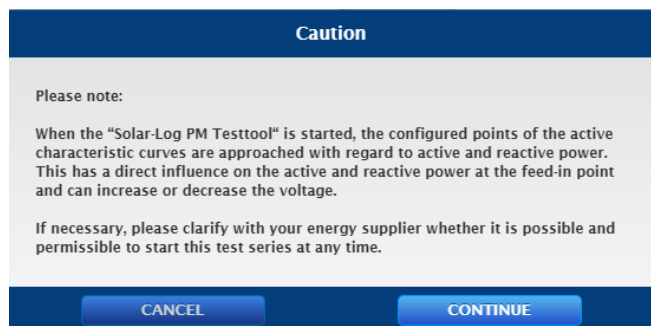 Caution
Please note:
When the “Solar-Log PM Testtool“ is started, the configured points of the active
characteristic curves are approached with regard to active and reactive power.
This has a direct influence on the active and reactive power at the feed-in point
and can increase or decrease the voltage.
If necessary, please clarify with your energy supplier whether it is possible and
permissible to start this test series at any time.
CANCEL
CONTINUE